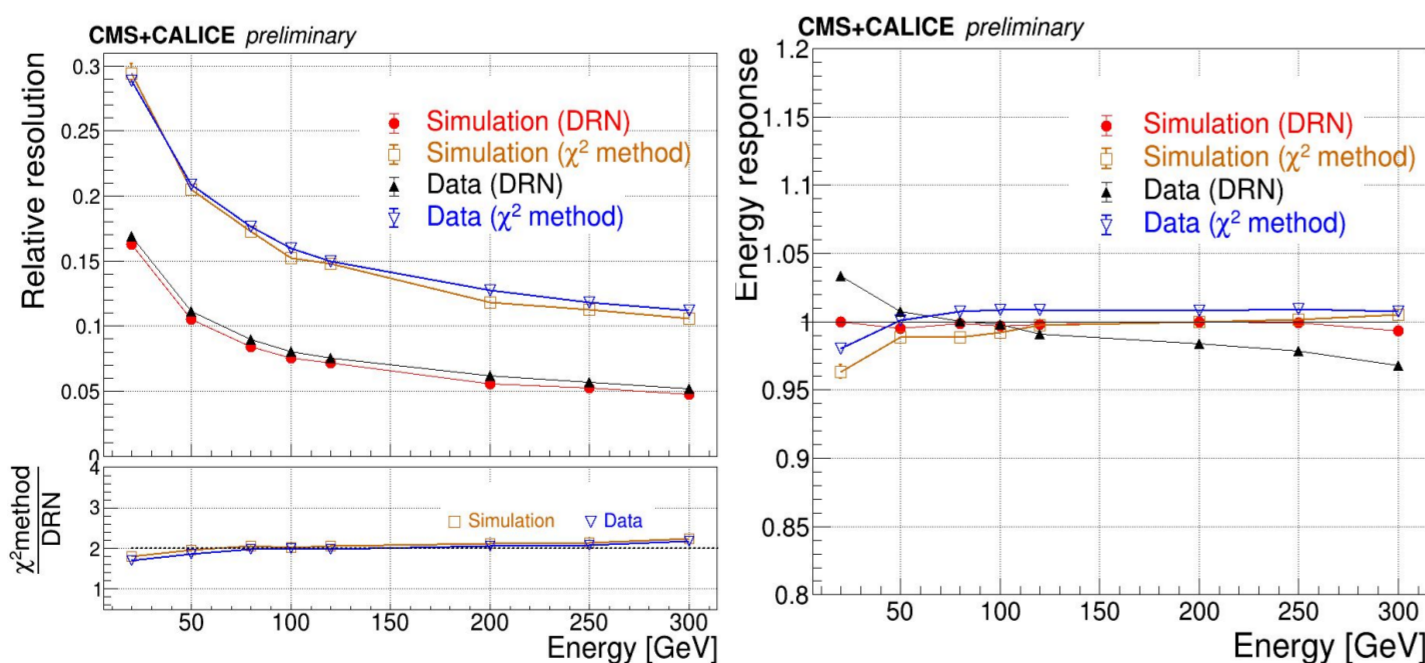 CMS+CALICE preliminary
Relative resolution
0.3
0.25
0.2
0.15
0.1
0.05
0
Simulation (DRN)
Simulation (χ² method)
Data (DRN)
Data (χ² method)
χ²method
DRN
4
3
2
1
Simulation
Data
50 100 150 200 250 300
Energy [GeV]
CMS+CALICE preliminary
Energy response
1.2
1.15
1.1
1.05
1
0.95
0.9
0.85
0.8
Simulation (DRN)
Simulation (χ² method)
Data (DRN)
Data (χ² method)
50 100 150 200 250 300
Energy [GeV]